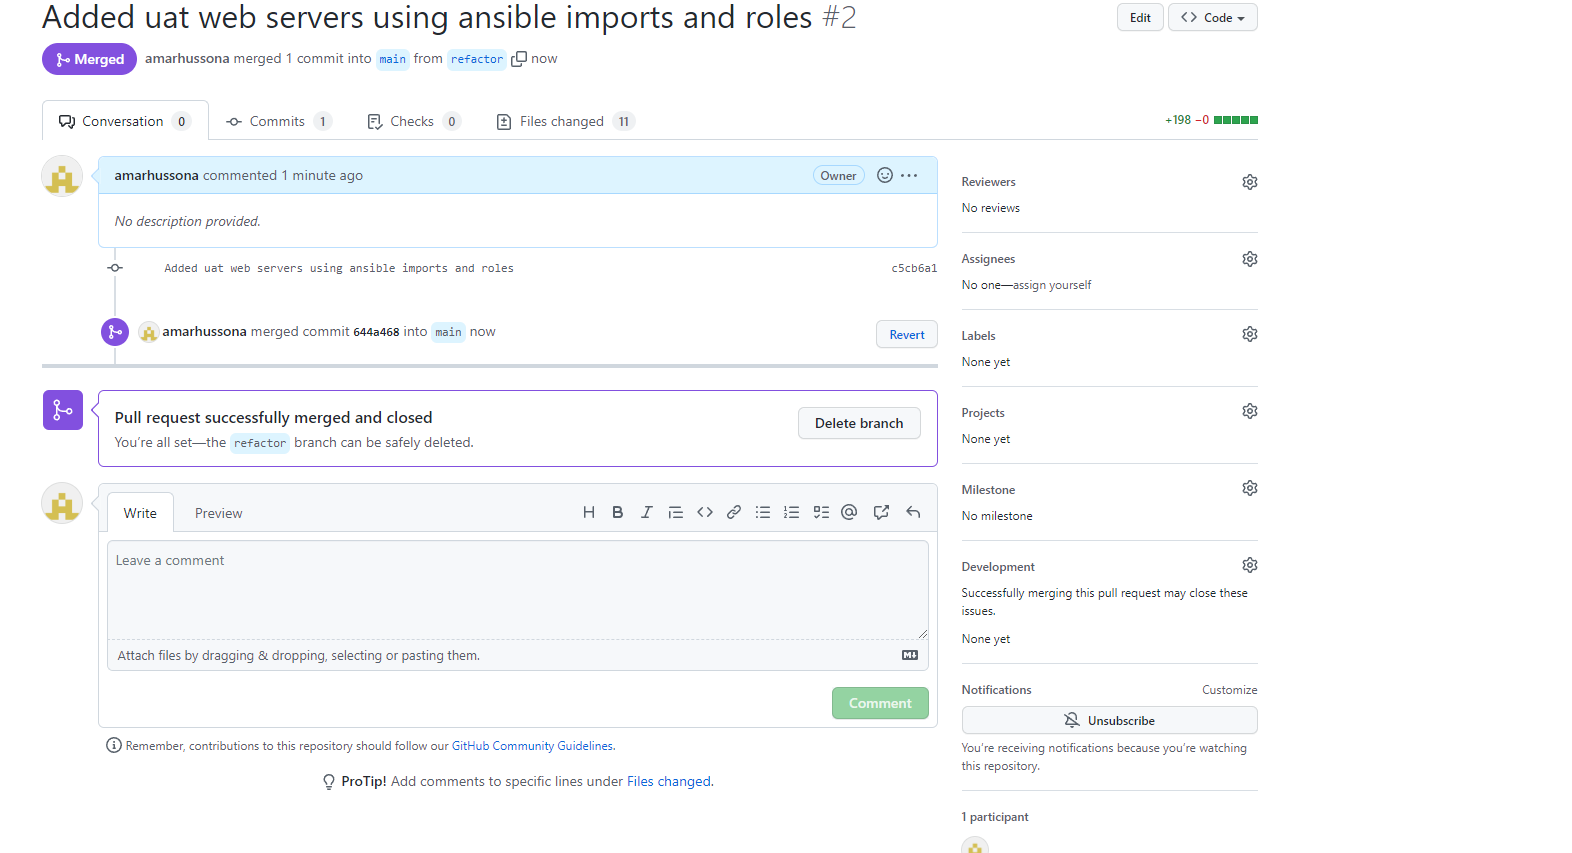 Added uat web servers using ansible imports and roles #2
Edit
Code
Merged amarhussona merged 1 commit into main from refactor now
Conversation 0 Commits 1 Checks 0 Files changed 11
+198 −0
amarhussona commented 1 minute ago Owner
No description provided.
Added uat web servers using ansible imports and roles c5cb6a1
amarhussona merged commit 644a468 into main now Revert
Pull request successfully merged and closed
You're all set—the refactor branch can be safely deleted.
Delete branch
Write Preview
H B I
Leave a comment
Attach files by dragging & dropping, selecting or pasting them.
Comment
Remember, contributions to this repository should follow our GitHub Community Guidelines.
ProTip! Add comments to specific lines under Files changed.
Reviewers
No reviews
Assignees
No one—assign yourself
Labels
None yet
Projects
None yet
Milestone
No milestone
Development
Successfully merging this pull request may close these
issues.
None yet
Notifications Customize
Unsubscribe
You're receiving notifications because you're watching
this repository.
1 participant